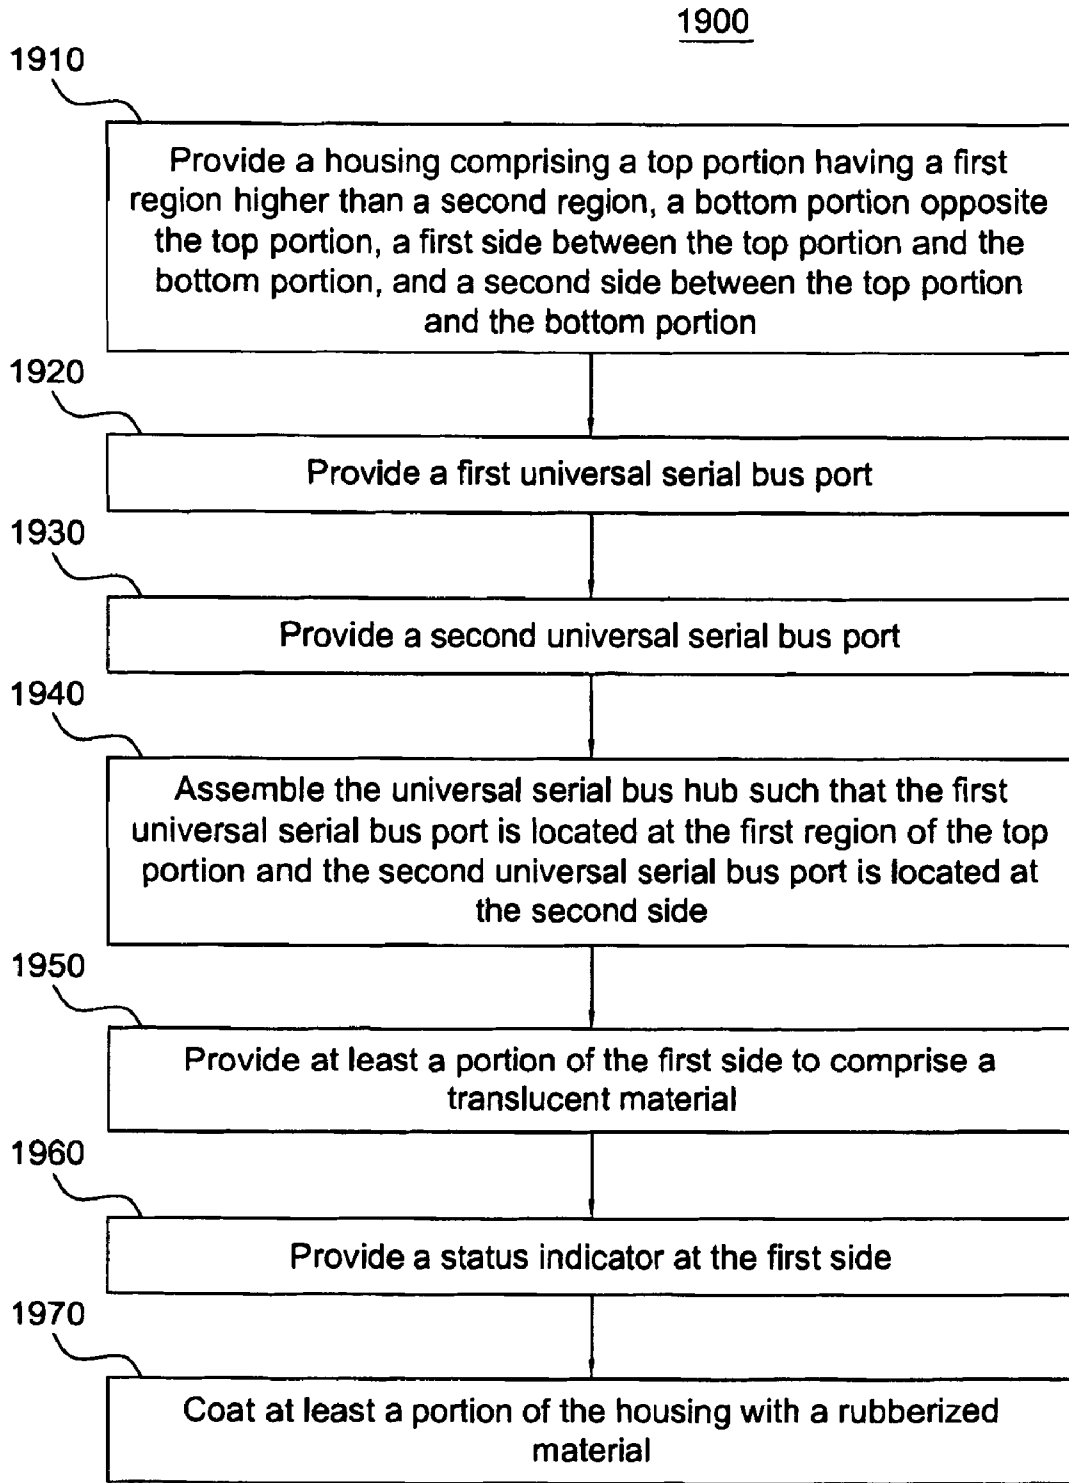 1900
1910
Provide a housing comprising a top portion having a first
region higher than a second region, a bottom portion opposite
the top portion, a first side between the top portion and the
bottom portion, and a second side between the top portion
and the bottom portion
1920
Provide a first universal serial bus port
1930
Provide a second universal serial bus port
1940
Assemble the universal serial bus hub such that the first
universal serial bus port is located at the first region of the top
portion and the second universal serial bus port is located at
the second side
1950
Provide at least a portion of the first side to comprise a
translucent material
1960
Provide a status indicator at the first side
1970
Coat at least a portion of the housing with a rubberized
material